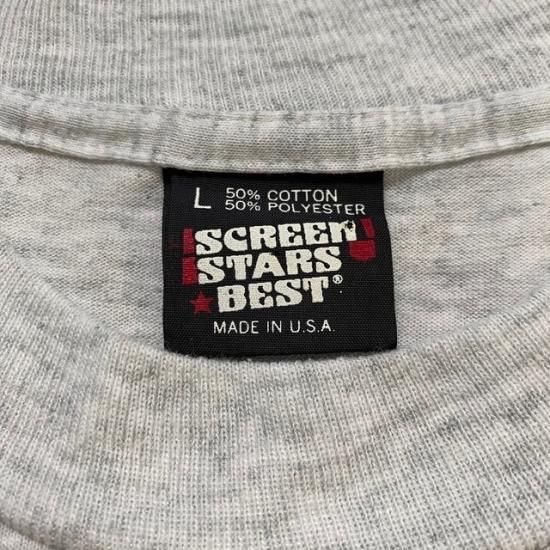 L 50% COTTON
50% POLYESTER
SCREEN
STARS
BEST®
MADE IN U.S.A.